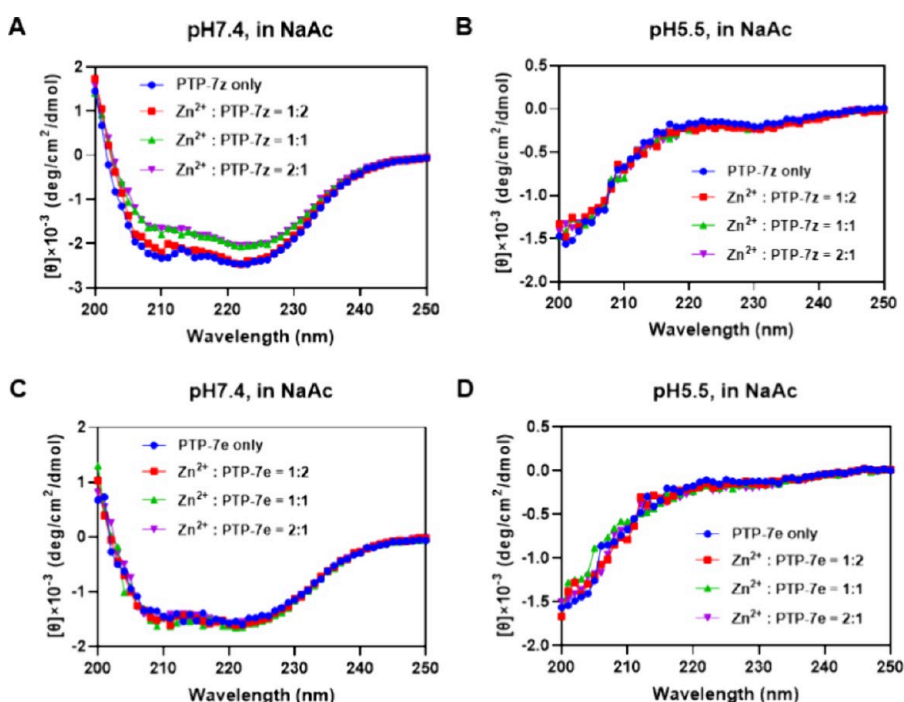 A
pH7.4, in NaAc
[θ]×10⁻³ (deg/cm²/dmol)
2
1
0
-1
-2
-3
PTP-7z only
Zn²⁺ : PTP-7z = 1:2
Zn²⁺ : PTP-7z = 1:1
Zn²⁺ : PTP-7z = 2:1
200 210 220 230 240 250
Wavelength (nm)
B
pH5.5, in NaAc
[θ]×10⁻³ (deg/cm²/dmol)
0.5
0.0
-0.5
-1.0
-1.5
-2.0
PTP-7z only
Zn²⁺ : PTP-7z = 1:2
Zn²⁺ : PTP-7z = 1:1
Zn²⁺ : PTP-7z = 2:1
200 210 220 230 240 250
Wavelength (nm)
C
pH7.4, in NaAc
[θ]×10⁻³ (deg/cm²/dmol)
2
1
0
-1
-2
PTP-7e only
Zn²⁺ : PTP-7e = 1:2
Zn²⁺ : PTP-7e = 1:1
Zn²⁺ : PTP-7e = 2:1
200 210 220 230 240 250
Wavelength (nm)
D
pH5.5, in NaAc
[θ]×10⁻³ (deg/cm²/dmol)
0.5
0.0
-0.5
-1.0
-1.5
-2.0
PTP-7e only
Zn²⁺ : PTP-7e = 1:2
Zn²⁺ : PTP-7e = 1:1
Zn²⁺ : PTP-7e = 2:1
200 210 220 230 240 250
Wavelength (nm)